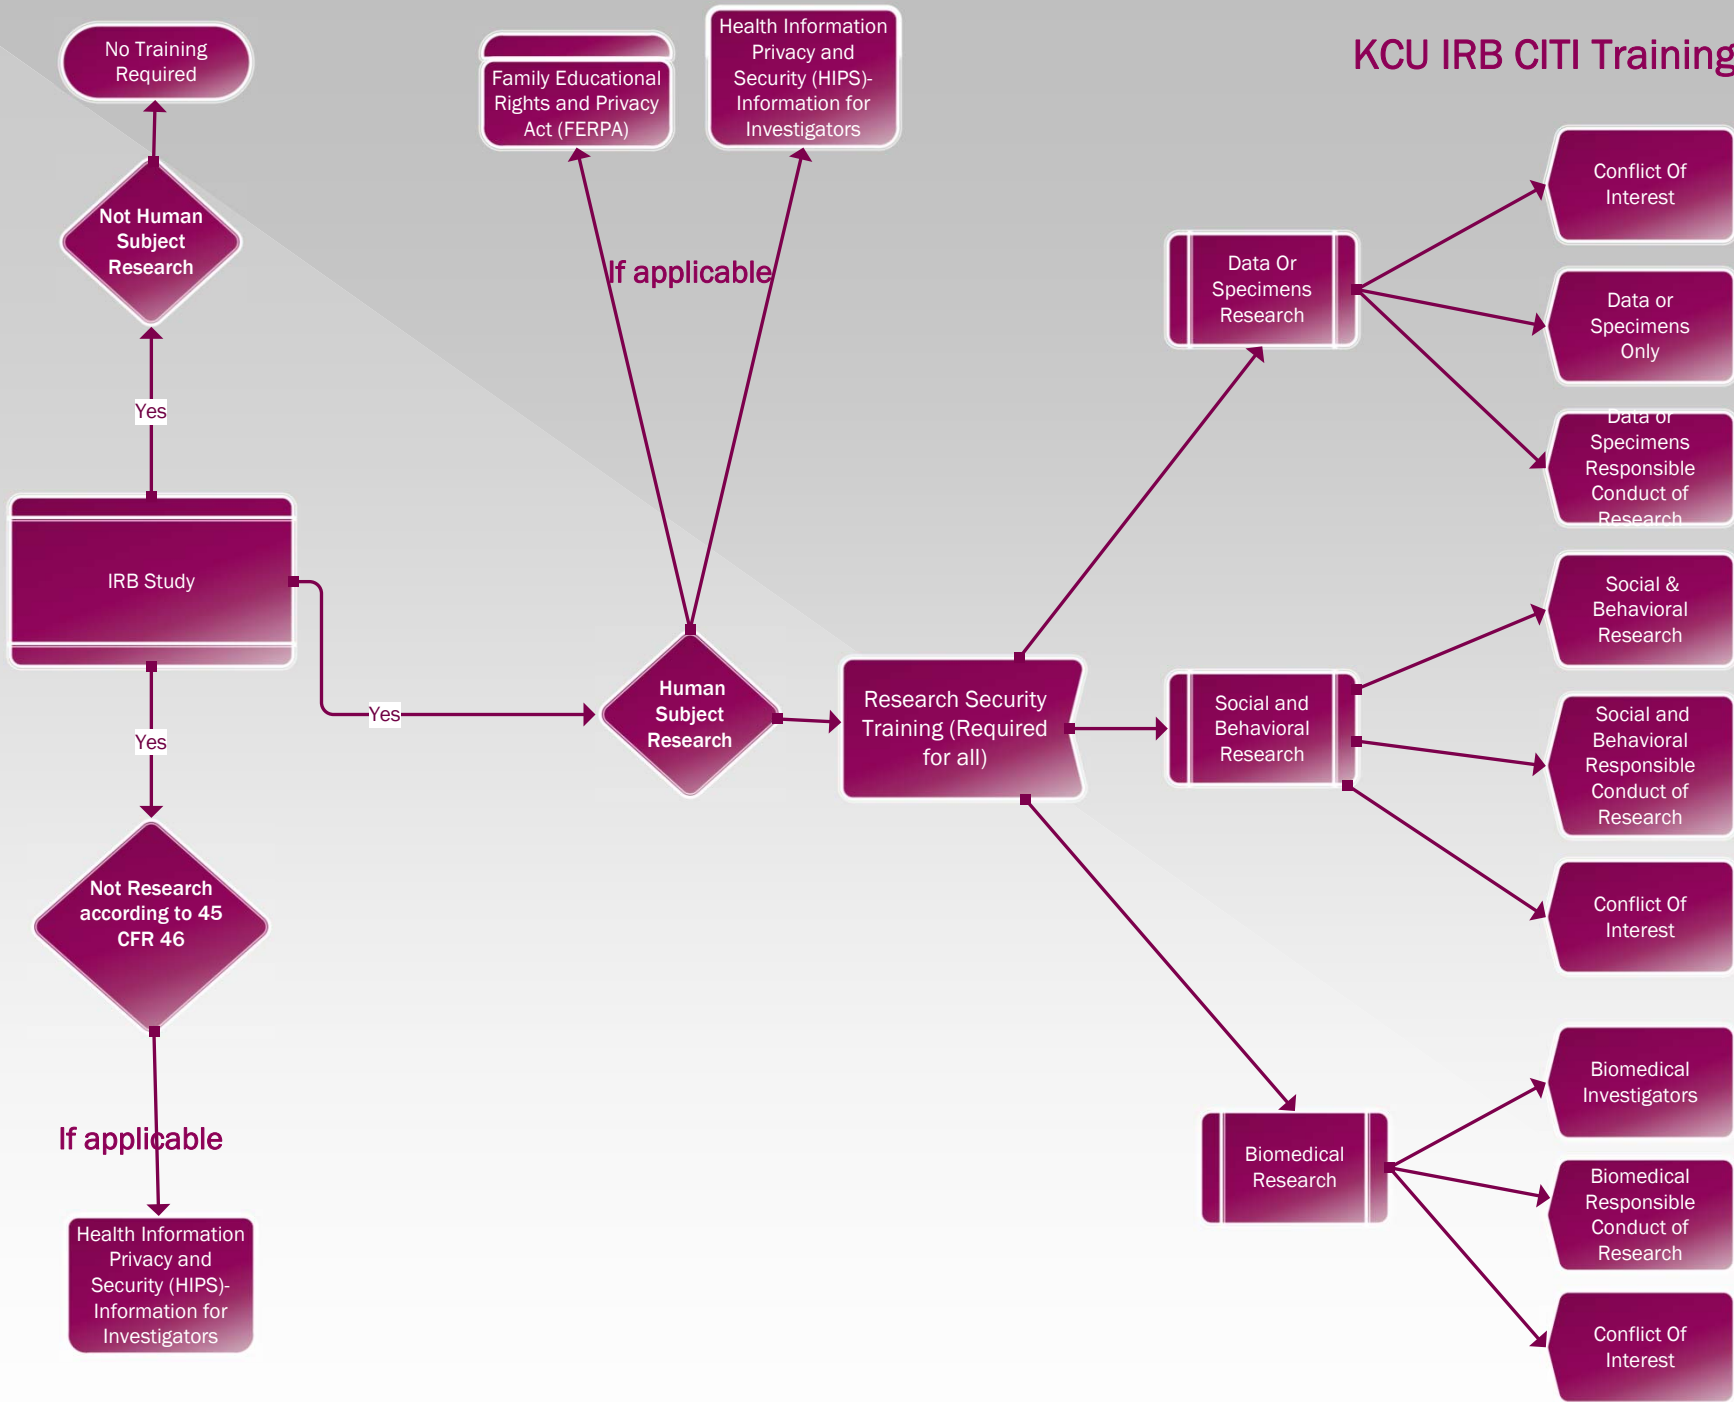 KCU IRB CITI Training
No Training
Required
Family Educational
Rights and Privacy
Act (FERPA)
Health Information
Privacy and
Security (HIPS)-
Information for
Investigators
Not Human
Subject
Research
If applicable
Yes
IRB Study
Yes
Yes
Human
Subject
Research
Research Security
Training (Required
for all)
Not Research
according to 45
CFR 46
If applicable
Health Information
Privacy and
Security (HIPS)-
Information for
Investigators
Data Or
Specimens
Research
Conflict Of
Interest
Data or
Specimens
Only
Data or
Specimens
Responsible
Conduct of
Research
Social and
Behavioral
Research
Social &
Behavioral
Research
Social and
Behavioral
Responsible
Conduct of
Research
Conflict Of
Interest
Biomedical
Research
Biomedical
Investigators
Biomedical
Responsible
Conduct of
Research
Conflict Of
Interest